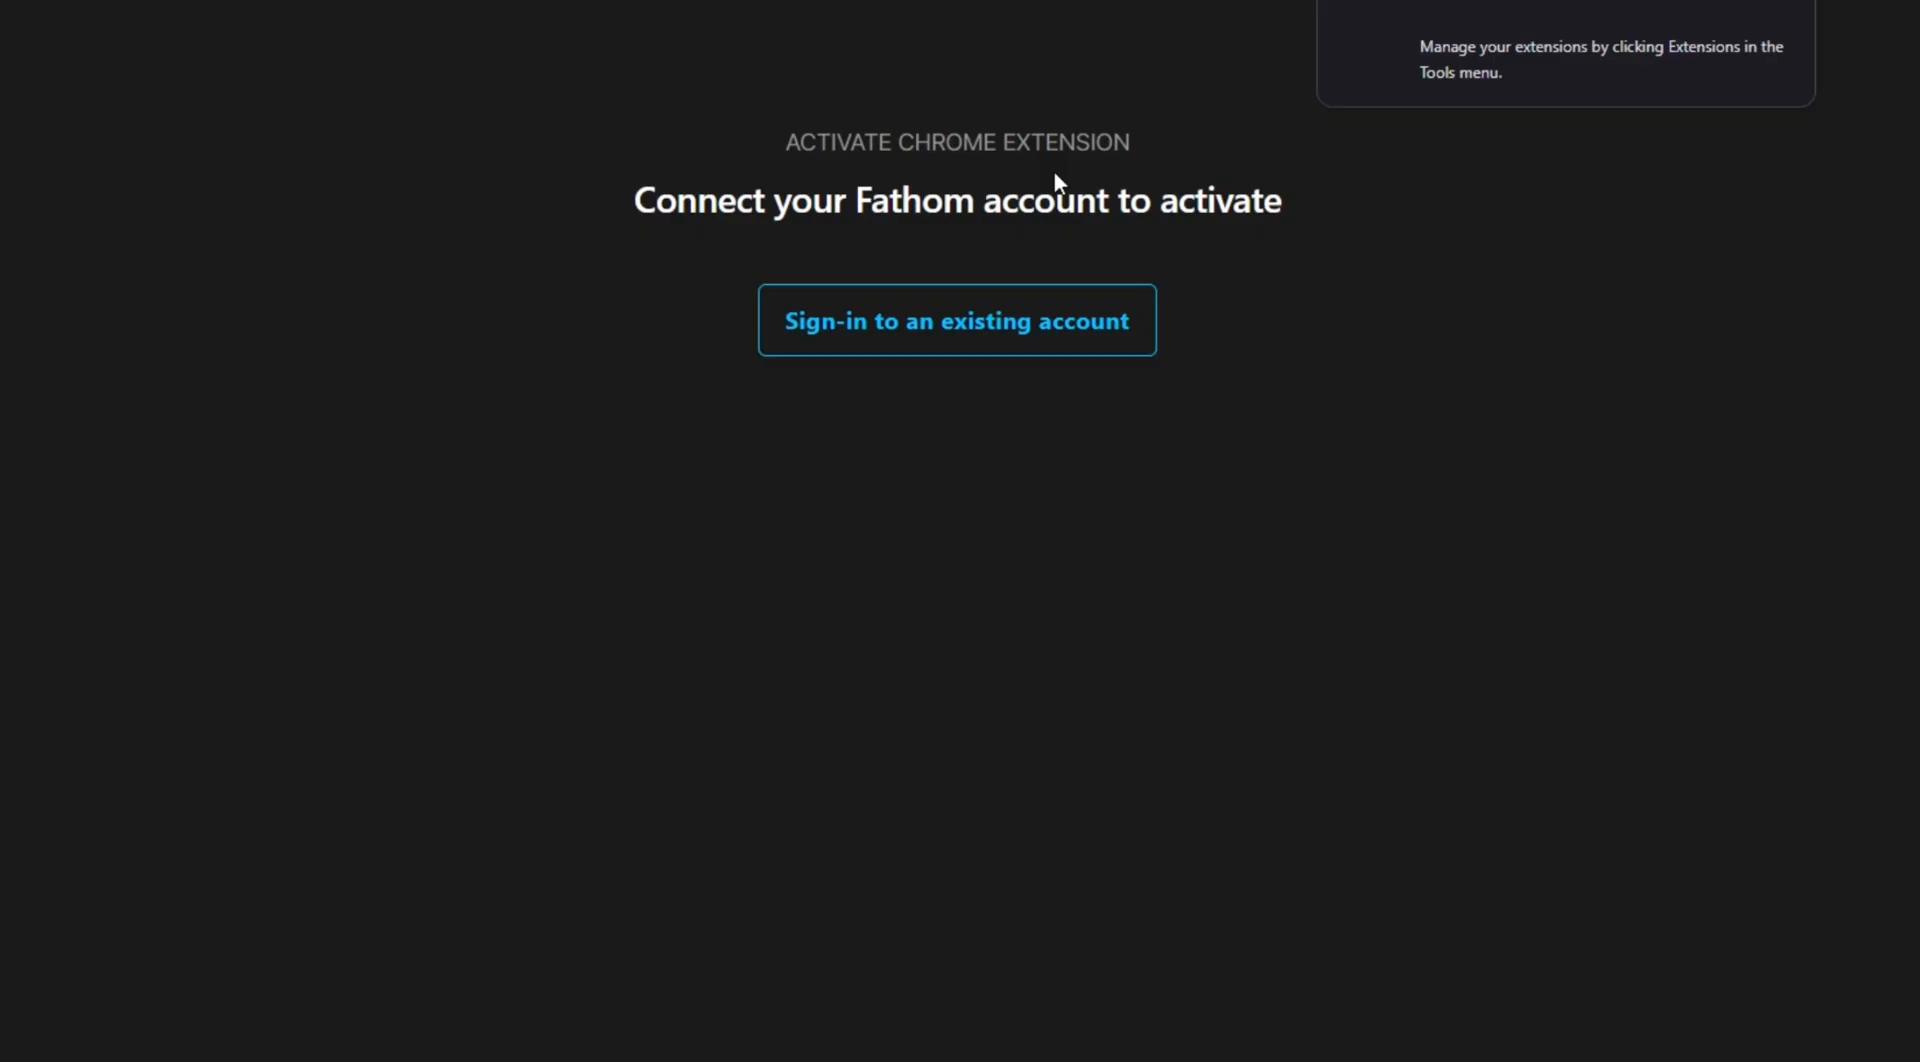 Manage your extensions by clicking Extensions in the
Tools menu.
ACTIVATE CHROME EXTENSION
Connect your Fathom account to activate
Sign-in to an existing account